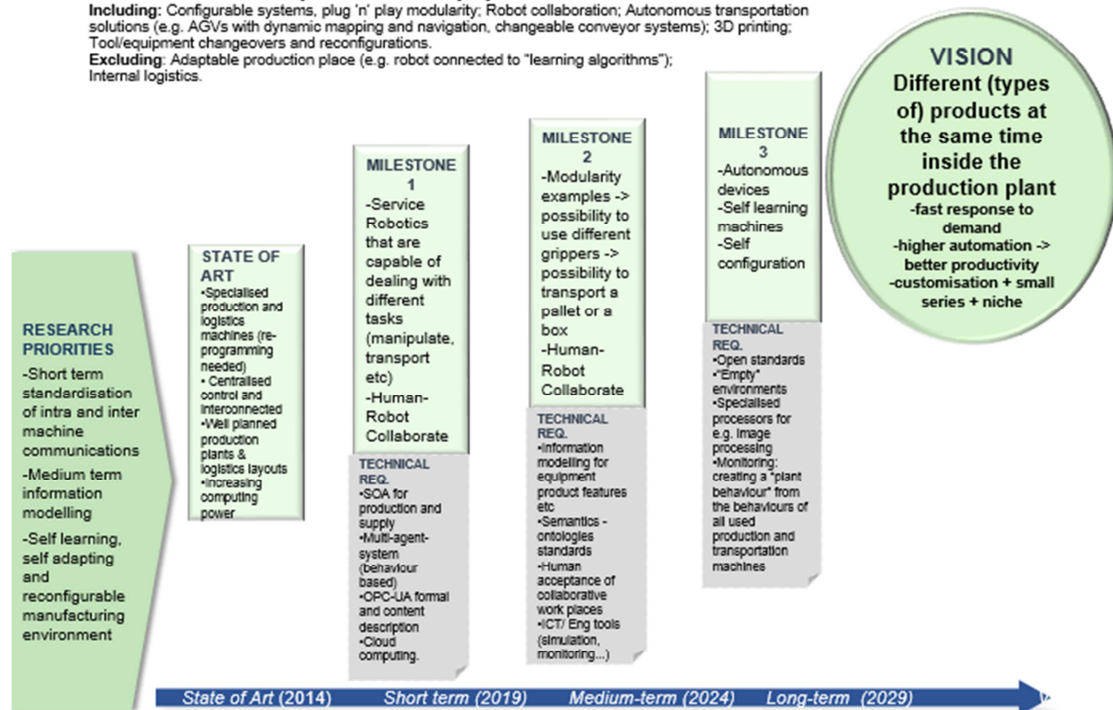 Including: Configurable systems, plug 'n' play modularity; Robot collaboration; Autonomous transportation
solutions (e.g. AGVs with dynamic mapping and navigation, changeable conveyor systems); 3D printing;
Tool/equipment changeovers and reconfigurations.
Excluding: Adaptable production place (e.g. robot connected to "learning algorithms");
Internal logistics.
RESEARCH
PRIORITIES
-Short term
standardisation
of intra and inter
machine
communications
-Medium term
information
modelling
-Self learning,
self adapting
and
reconfigurable
manufacturing
environment
STATE OF
ART
•Specialised
production and
logistics
machines (re-
programming
needed)
• Centralised
control and
interconnected
•Well planned
production
plants &
logistics layouts
•Increasing
computing
power
MILESTONE
1
-Service
Robotics
that are
capable of
dealing with
different
tasks
(manipulate,
transport
etc)
-Human-
Robot
Collaborate
TECHNICAL
REQ.
•SOA for
production and
supply
•Multi-agent-
system
(behaviour
based)
•OPC-UA formal
and content
description
•Cloud
computing.
MILESTONE
2
-Modularity
examples ->
possibility to
use different
grippers ->
possibility to
transport a
pallet or a
box
-Human-
Robot
Collaborate
TECHNICAL
REQ.
•Information
modelling for
equipment
product features
etc
•Semantics -
ontologies
standards
•Human
acceptance of
collaborative
work places
•ICT/ Eng tools
(simulation,
monitoring...)
MILESTONE
3
-Autonomous
devices
-Self learning
machines
-Self
configuration
TECHNICAL
REQ.
•Open standards
•"Empty"
environments
•Specialised
processors for
e.g. image
processing
•Monitoring:
creating a "plant
behaviour" from
the behaviours of
all used
production and
transportation
machines
VISION
Different (types
of) products at
the same time
inside the
production plant
-fast response to
demand
-higher automation ->
better productivity
-customisation + small
series + niche
State of Art (2014) Short term (2019) Medium-term (2024) Long-term (2029)